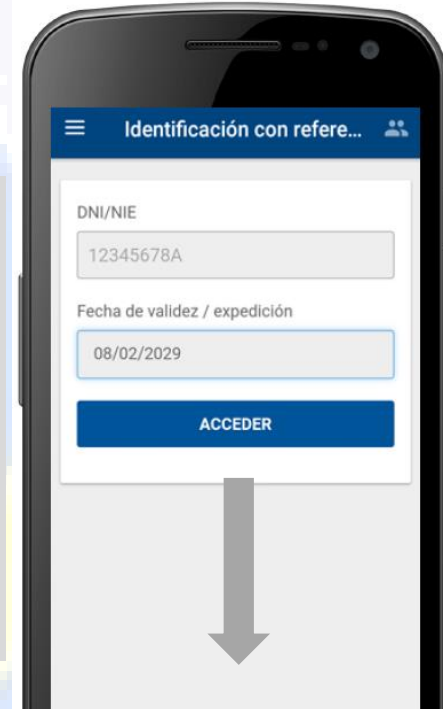 Identificación con refere...
DNI/NIE
12345678A
Fecha de validez / expedición
08/02/2029
ACCEDER